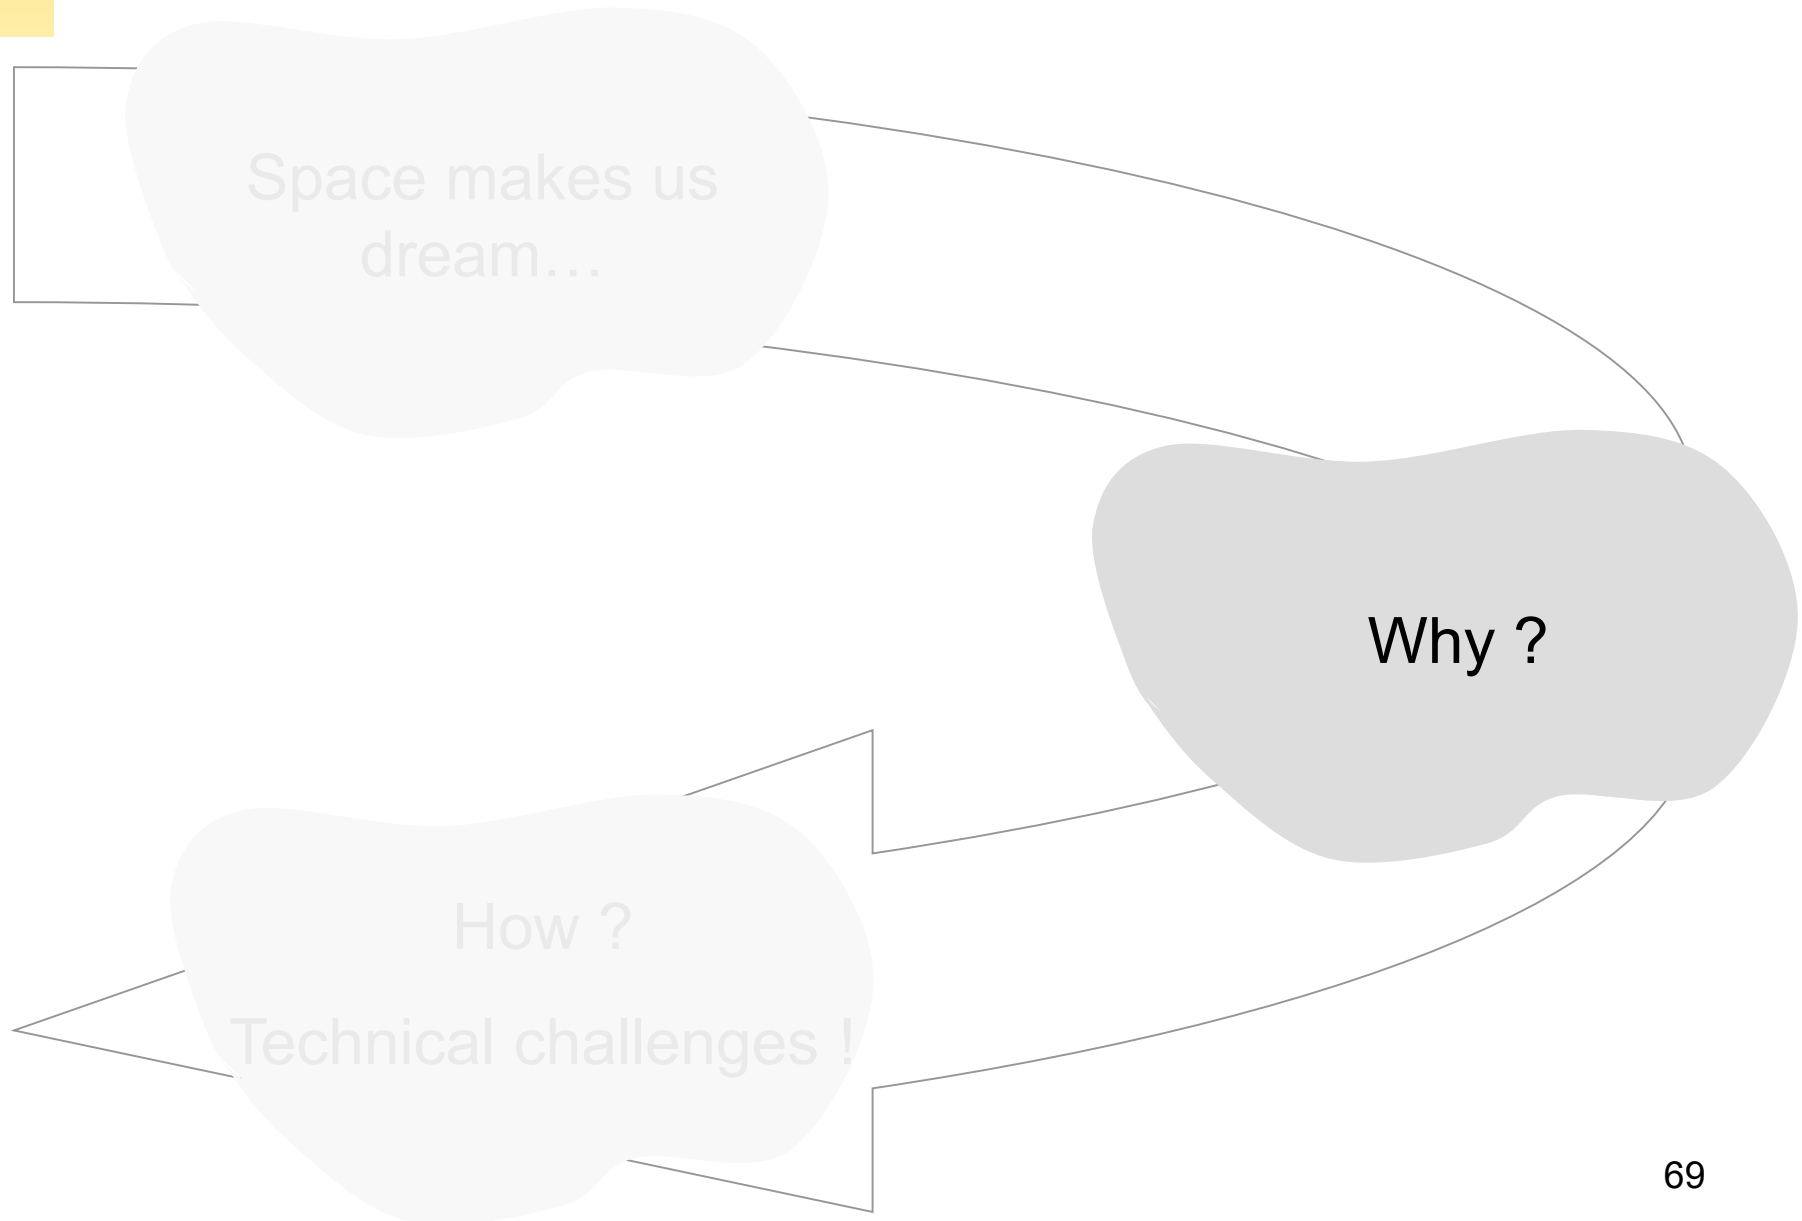 Space makes us
dream…
Why ?
How ?
Technical challenges !
69